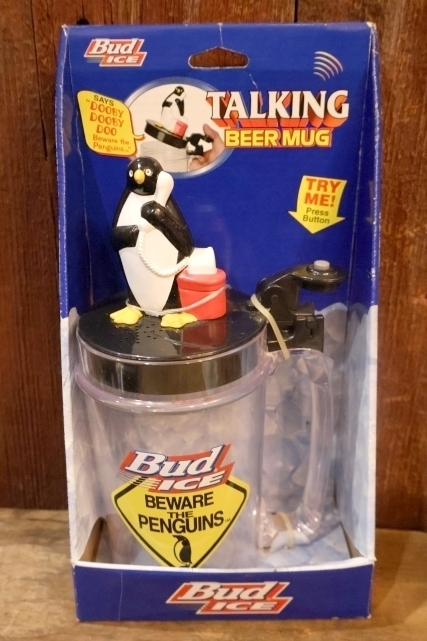 Bud
ICE
SAYS
"DOOBY
DOOBY
DOO
Beware the
Penguins..."
TALKING
BEER MUG
TRY
ME!
Press
Button
Bud
ICE
BEWARE
THE
PENGUINS™
Bud
ICE